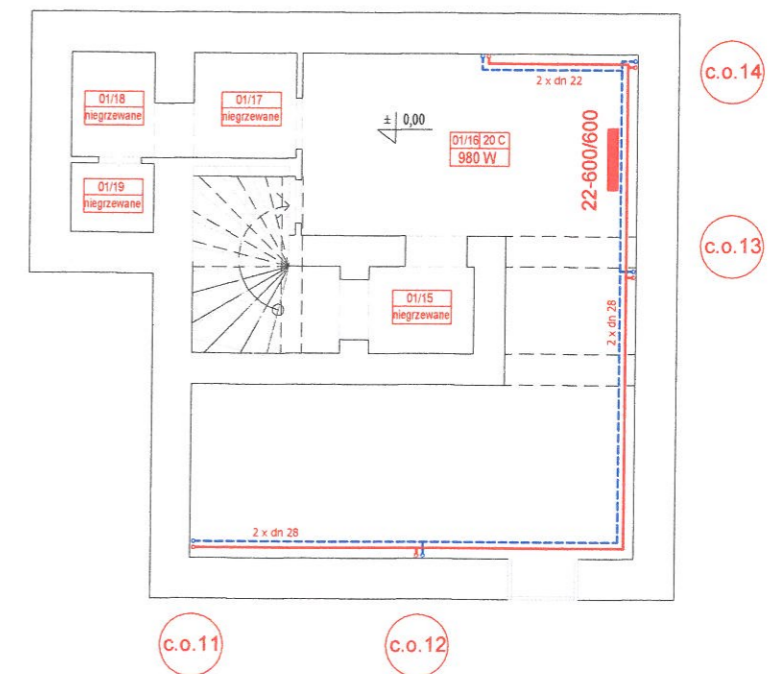 c.o.14
2 x dn 22
01/18
niegrzewane
01/17
niegrzewane
± 0,00
01/16 20 C
980 W
22-600/600
01/19
niegrzewane
c.o.13
01/15
niegrzewane
2 x dn 28
2 x dn 28
c.o.11
c.o.12